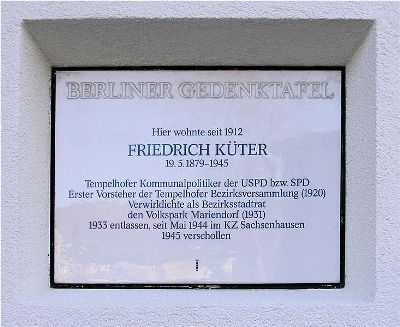 BERLINER GEDENKTAFEL
Hier wohnte seit 1912
FRIEDRICH KÜTER
19. 5. 1879–1945
Tempelhofer Kommunalpolitiker der USPD bzw. SPD
Erster Vorsteher der Tempelhofer Bezirksversammlung (1920)
Verwirklichte als Bezirksstadtrat
den Volkspark Mariendorf (1931)
1933 entlassen, seit Mai 1944 im KZ Sachsenhausen
1945 verschollen